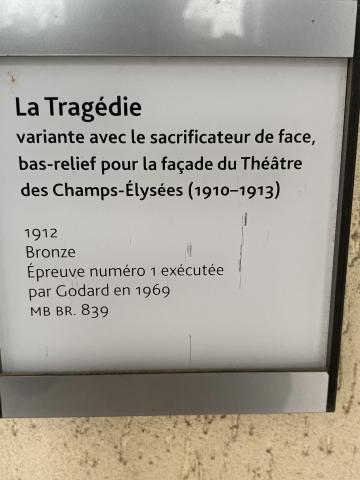 La Tragédie
variante avec le sacrificateur de face,
bas-relief pour la façade du Théâtre
des Champs-Élysées (1910–1913)
1912
Bronze
Épreuve numéro 1 exécutée
par Godard en 1969
MB BR. 839